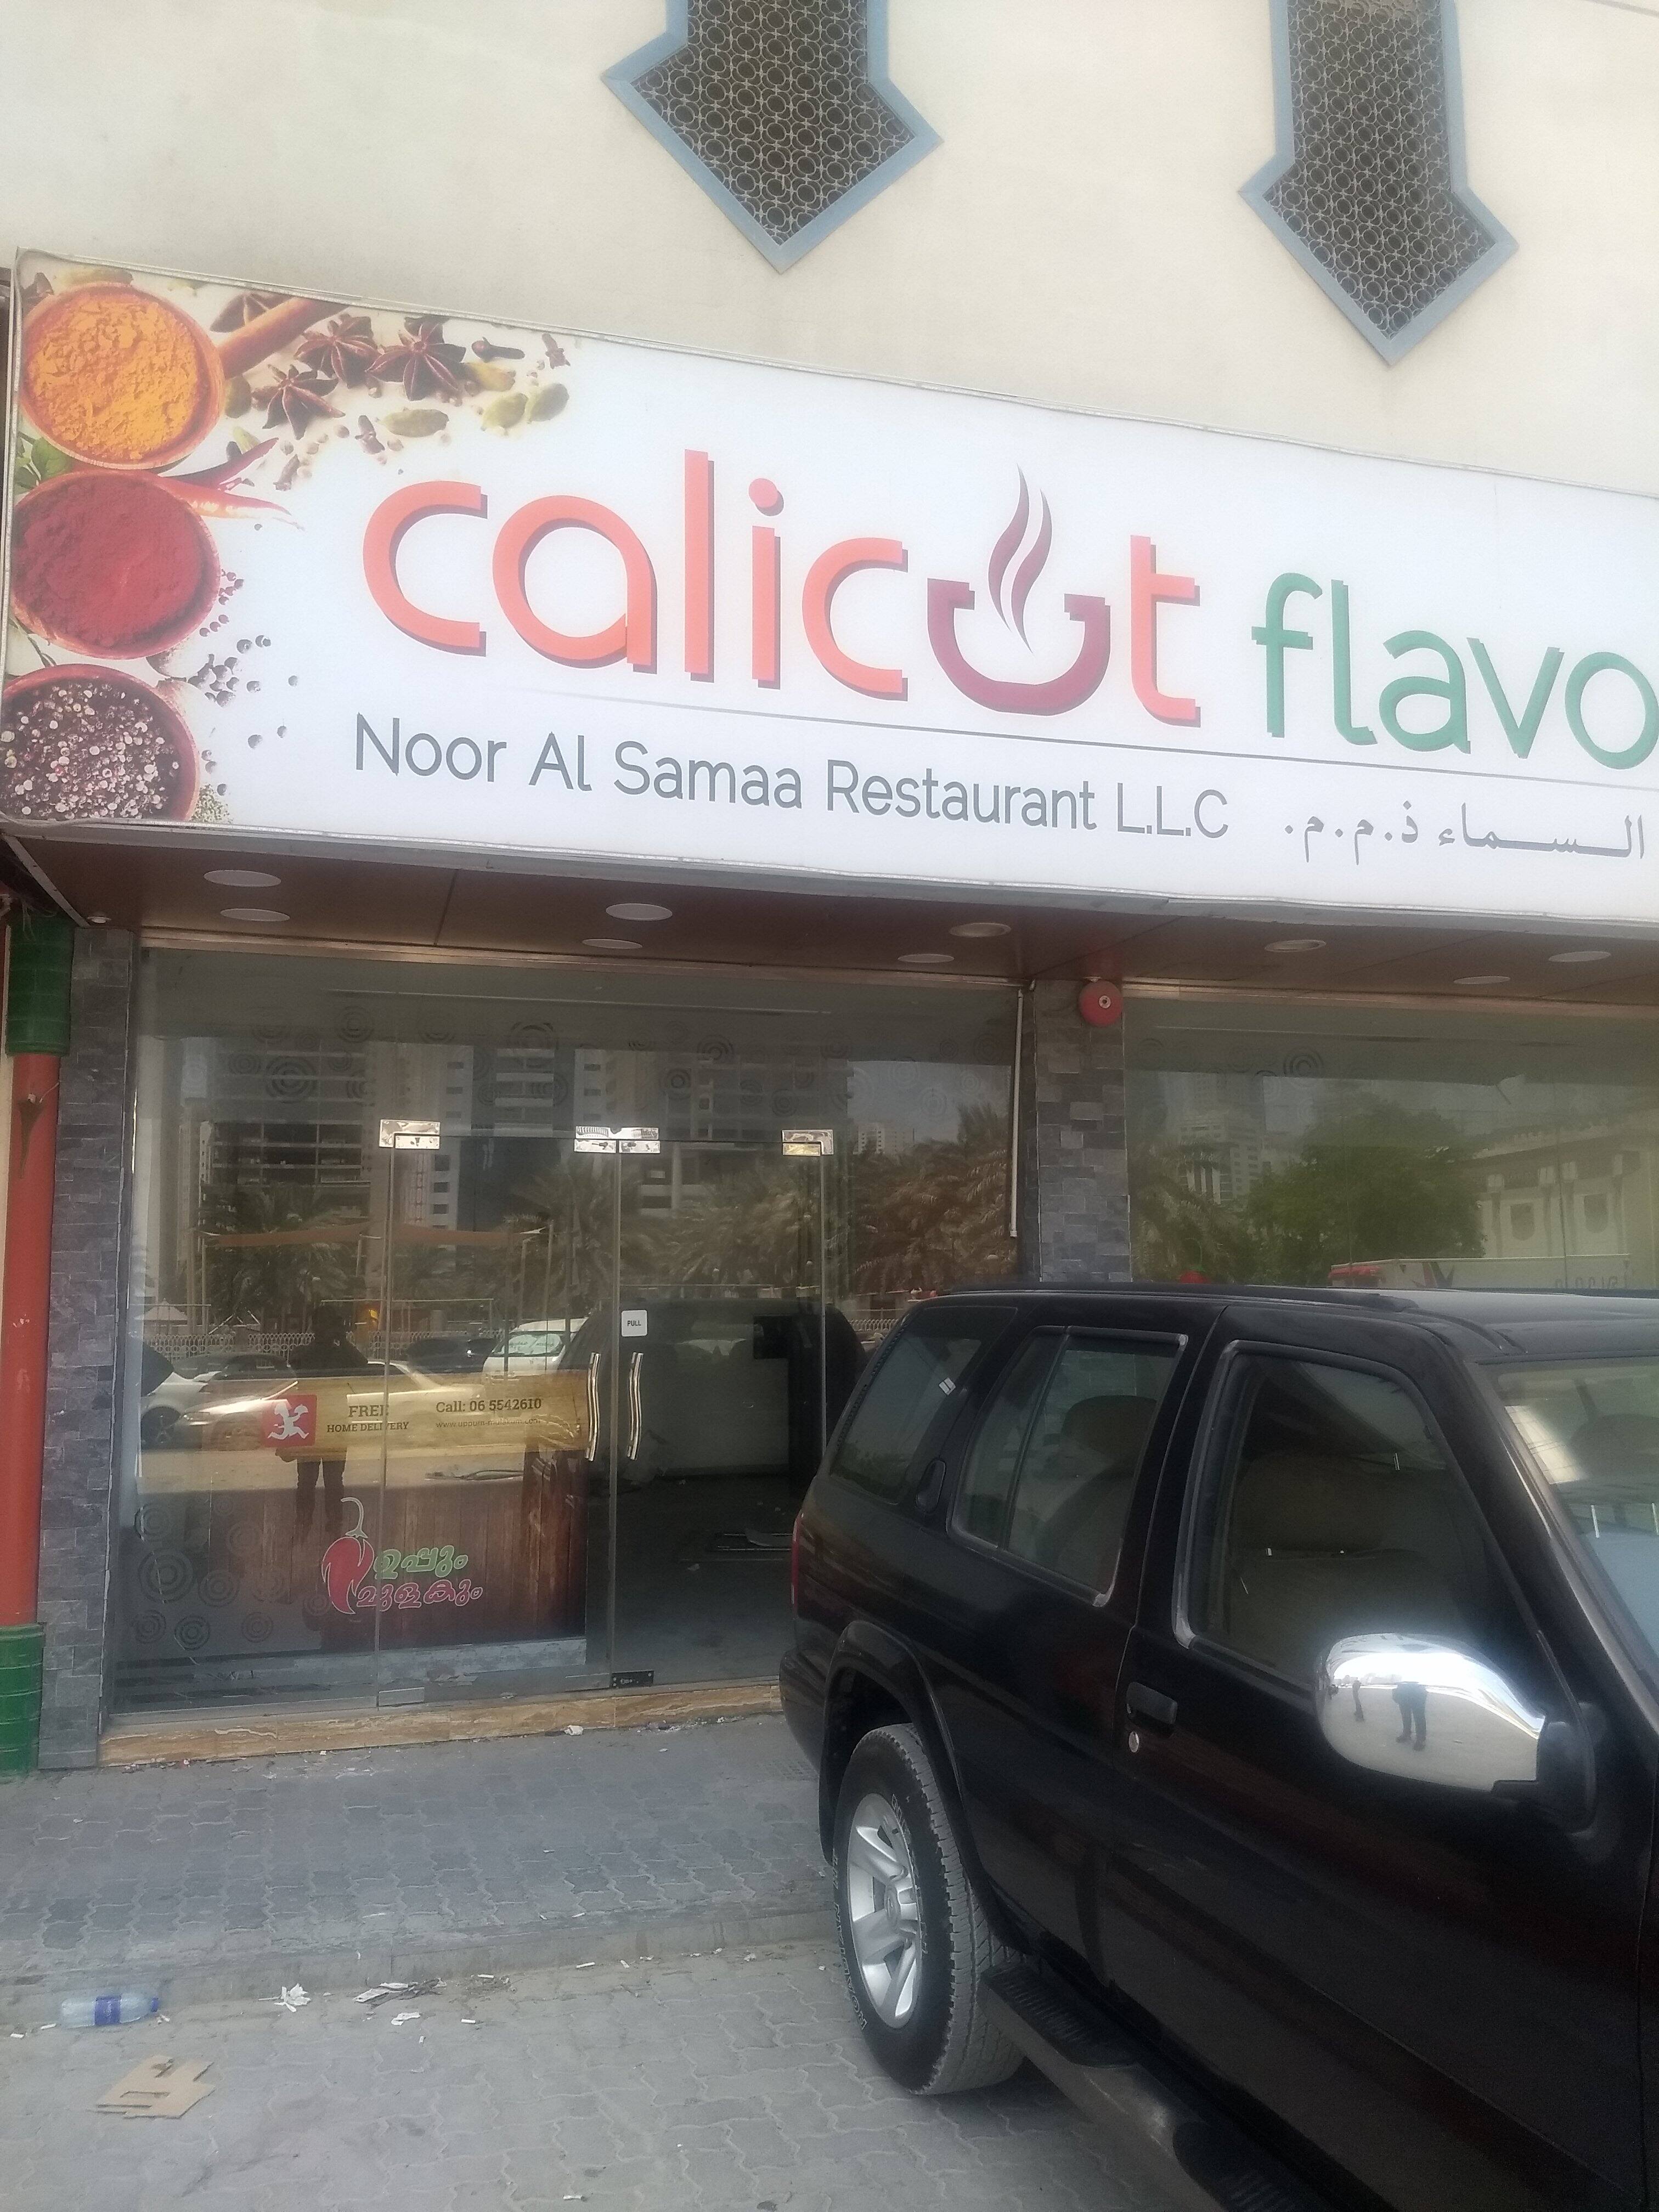 calicut flavo
Noor Al Samaa Restaurant L.L.C
السماء ذ.م.م.
PULL
FREE
HOME DELIVERY
Call: 06 5542610
ഉപ്പും
മുളകും